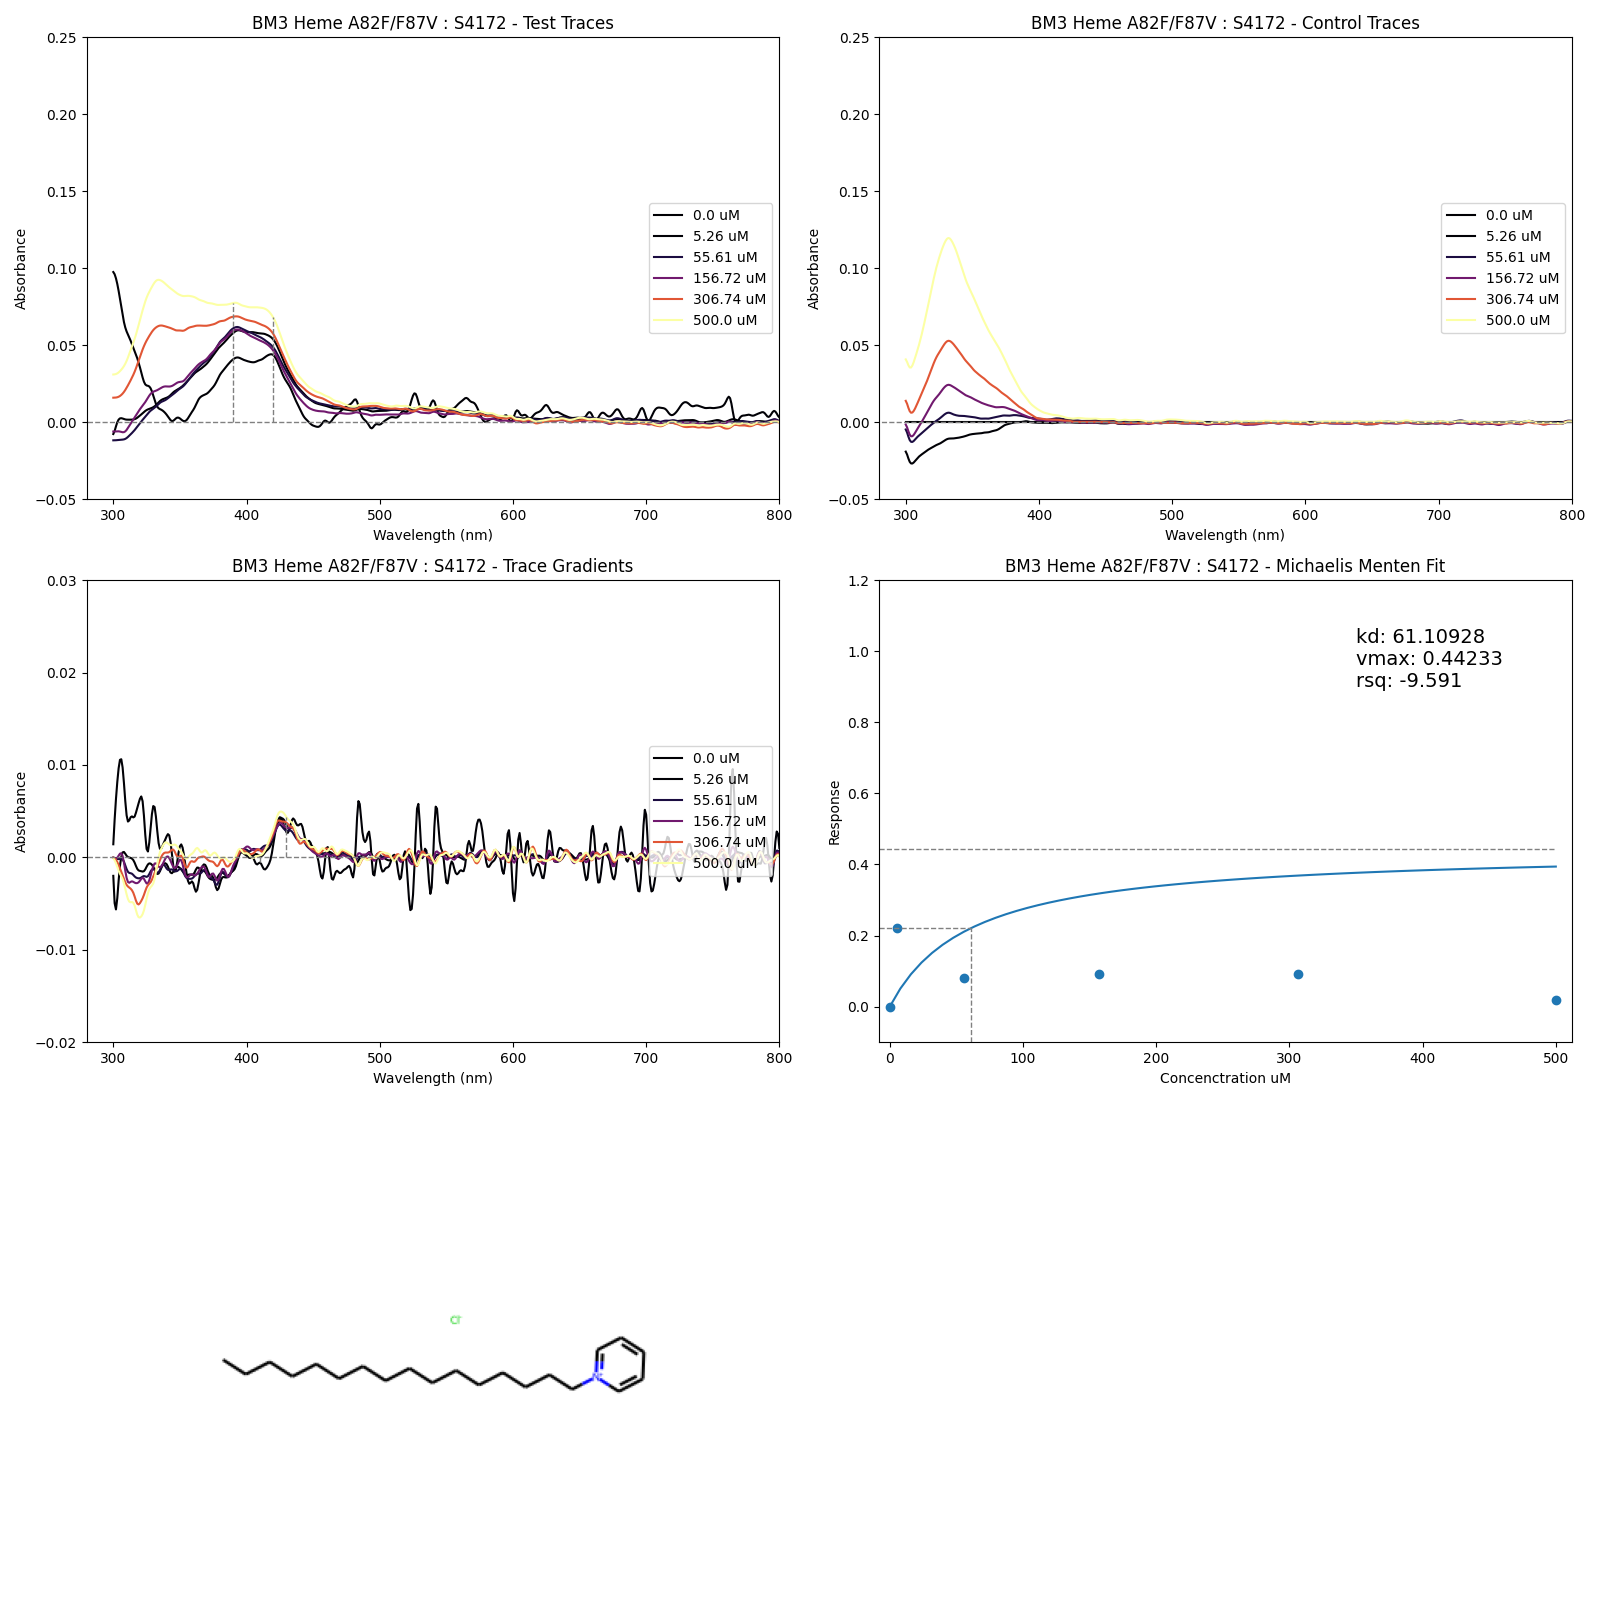 BM3 Heme A82F/F87V : S4172 - Test Traces
0.25
0.20
0.15
0.10
0.05
0.00
−0.05
Absorbance
300 400 500 600 700 800
Wavelength (nm)
0.0 uM
5.26 uM
55.61 uM
156.72 uM
306.74 uM
500.0 uM
BM3 Heme A82F/F87V : S4172 - Control Traces
0.25
0.20
0.15
0.10
0.05
0.00
−0.05
Absorbance
300 400 500 600 700 800
Wavelength (nm)
0.0 uM
5.26 uM
55.61 uM
156.72 uM
306.74 uM
500.0 uM
BM3 Heme A82F/F87V : S4172 - Trace Gradients
0.03
0.02
0.01
0.00
−0.01
−0.02
Absorbance
300 400 500 600 700 800
Wavelength (nm)
0.0 uM
5.26 uM
55.61 uM
156.72 uM
306.74 uM
500.0 uM
BM3 Heme A82F/F87V : S4172 - Michaelis Menten Fit
1.2
1.0
0.8
0.6
0.4
0.2
0.0
Response
0 100 200 300 400 500
Concenctration uM
kd: 61.10928
vmax: 0.44233
rsq: -9.591
Cl-
N+